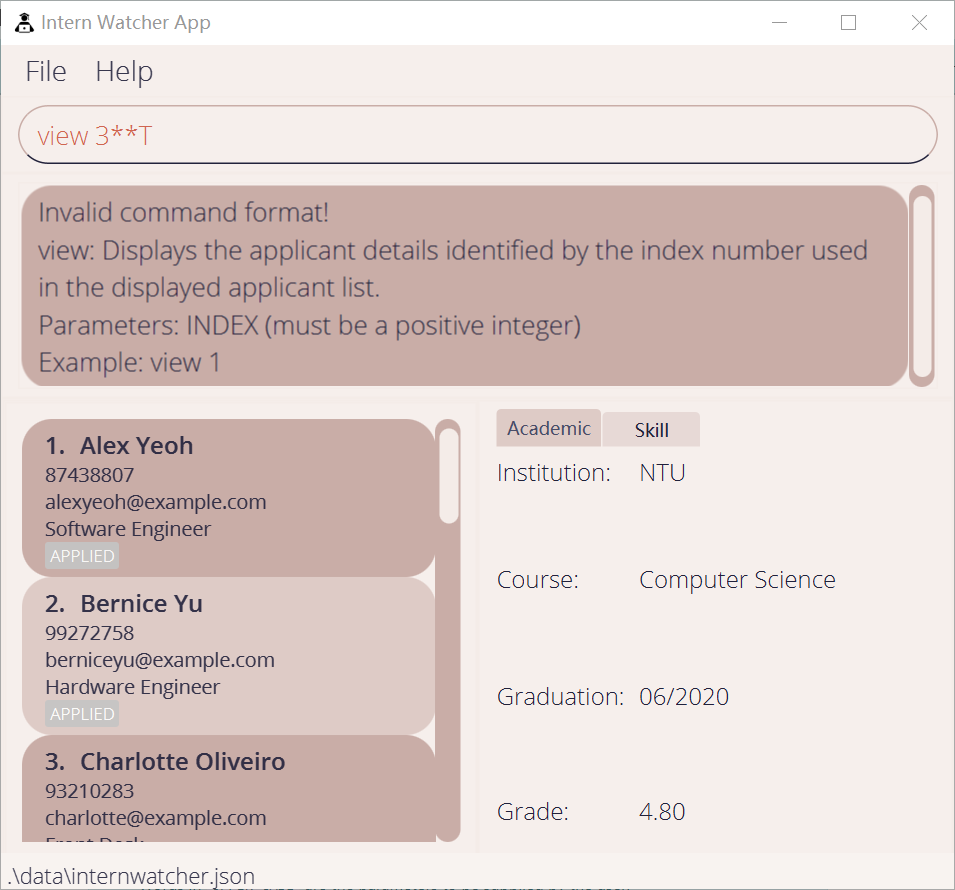 Intern Watcher App
File Help
view 3**T
Invalid command format!
view: Displays the applicant details identified by the index number used
in the displayed applicant list.
Parameters: INDEX (must be a positive integer)
Example: view 1
1. Alex Yeoh
87438807
alexyeoh@example.com
Software Engineer
APPLIED
2. Bernice Yu
99272758
berniceyu@example.com
Hardware Engineer
APPLIED
3. Charlotte Oliveiro
93210283
charlotte@example.com
Front Desk
Academic Skill
Institution: NTU
Course: Computer Science
Graduation: 06/2020
Grade: 4.80
.\data\internwatcher.json